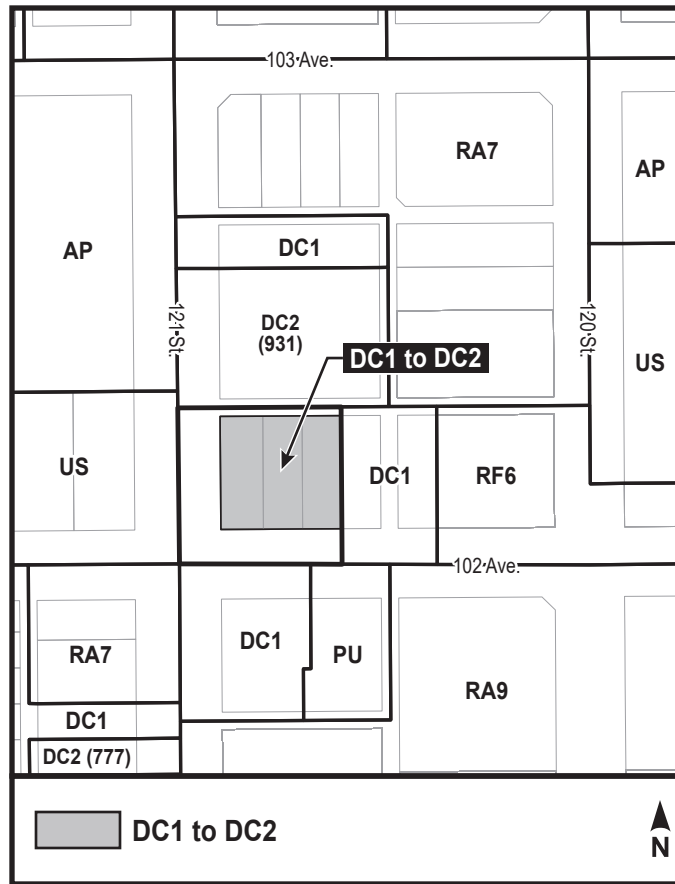 103 Ave.
RA7
AP
AP
DC1
121 St.
DC2
(931)
120 St.
DC1 to DC2
US
US
DC1
RF6
102 Ave.
RA7
DC1
PU
RA9
DC1
DC2 (777)
DC1 to DC2
N